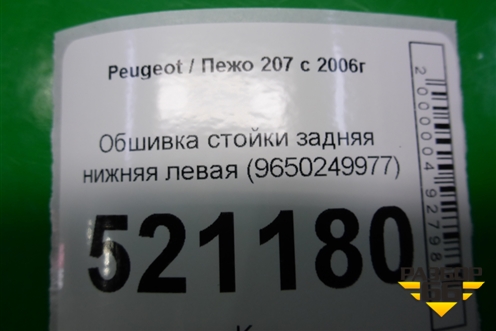 Peugeot / Пежо 207 с 2006г
Обшивка стойки задняя
нижняя левая (9650249977)
521180